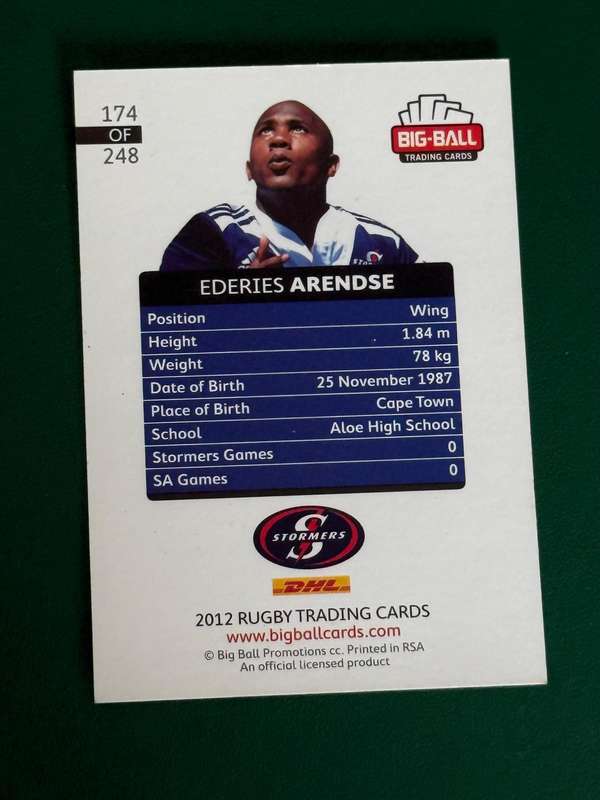 174
OF
248
BIG-BALL
TRADING CARDS
EDERIES ARENDSE
Position Wing
Height 1.84 m
Weight 78 kg
Date of Birth 25 November 1987
Place of Birth Cape Town
School Aloe High School
Stormers Games 0
SA Games 0
STORMERS
S
DHL
2012 RUGBY TRADING CARDS
www.bigballcards.com
© Big Ball Promotions cc. Printed in RSA
An official licensed product